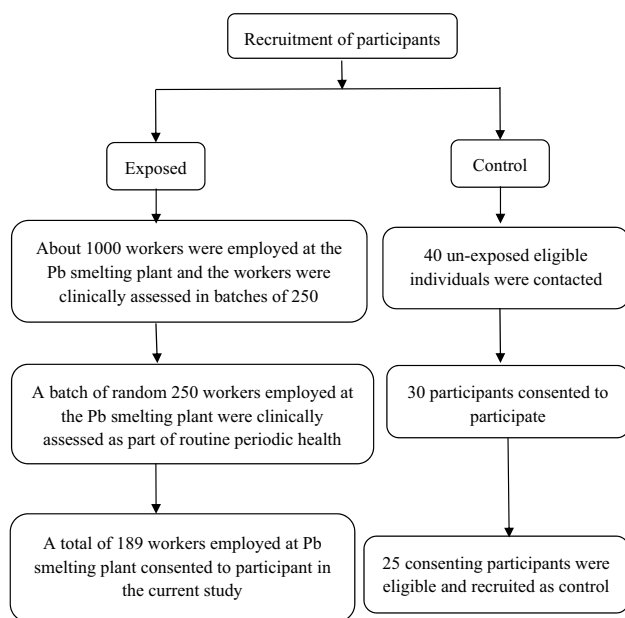 Recruitment of participants
Exposed
Control
About 1000 workers were employed at the
Pb smelting plant and the workers were
clinically assessed in batches of 250
40 un-exposed eligible
individuals were contacted
A batch of random 250 workers employed at
the Pb smelting plant were clinically
assessed as part of routine periodic health
30 participants consented to
participate
A total of 189 workers employed at Pb
smelting plant consented to participant in
the current study
25 consenting participants were
eligible and recruited as control